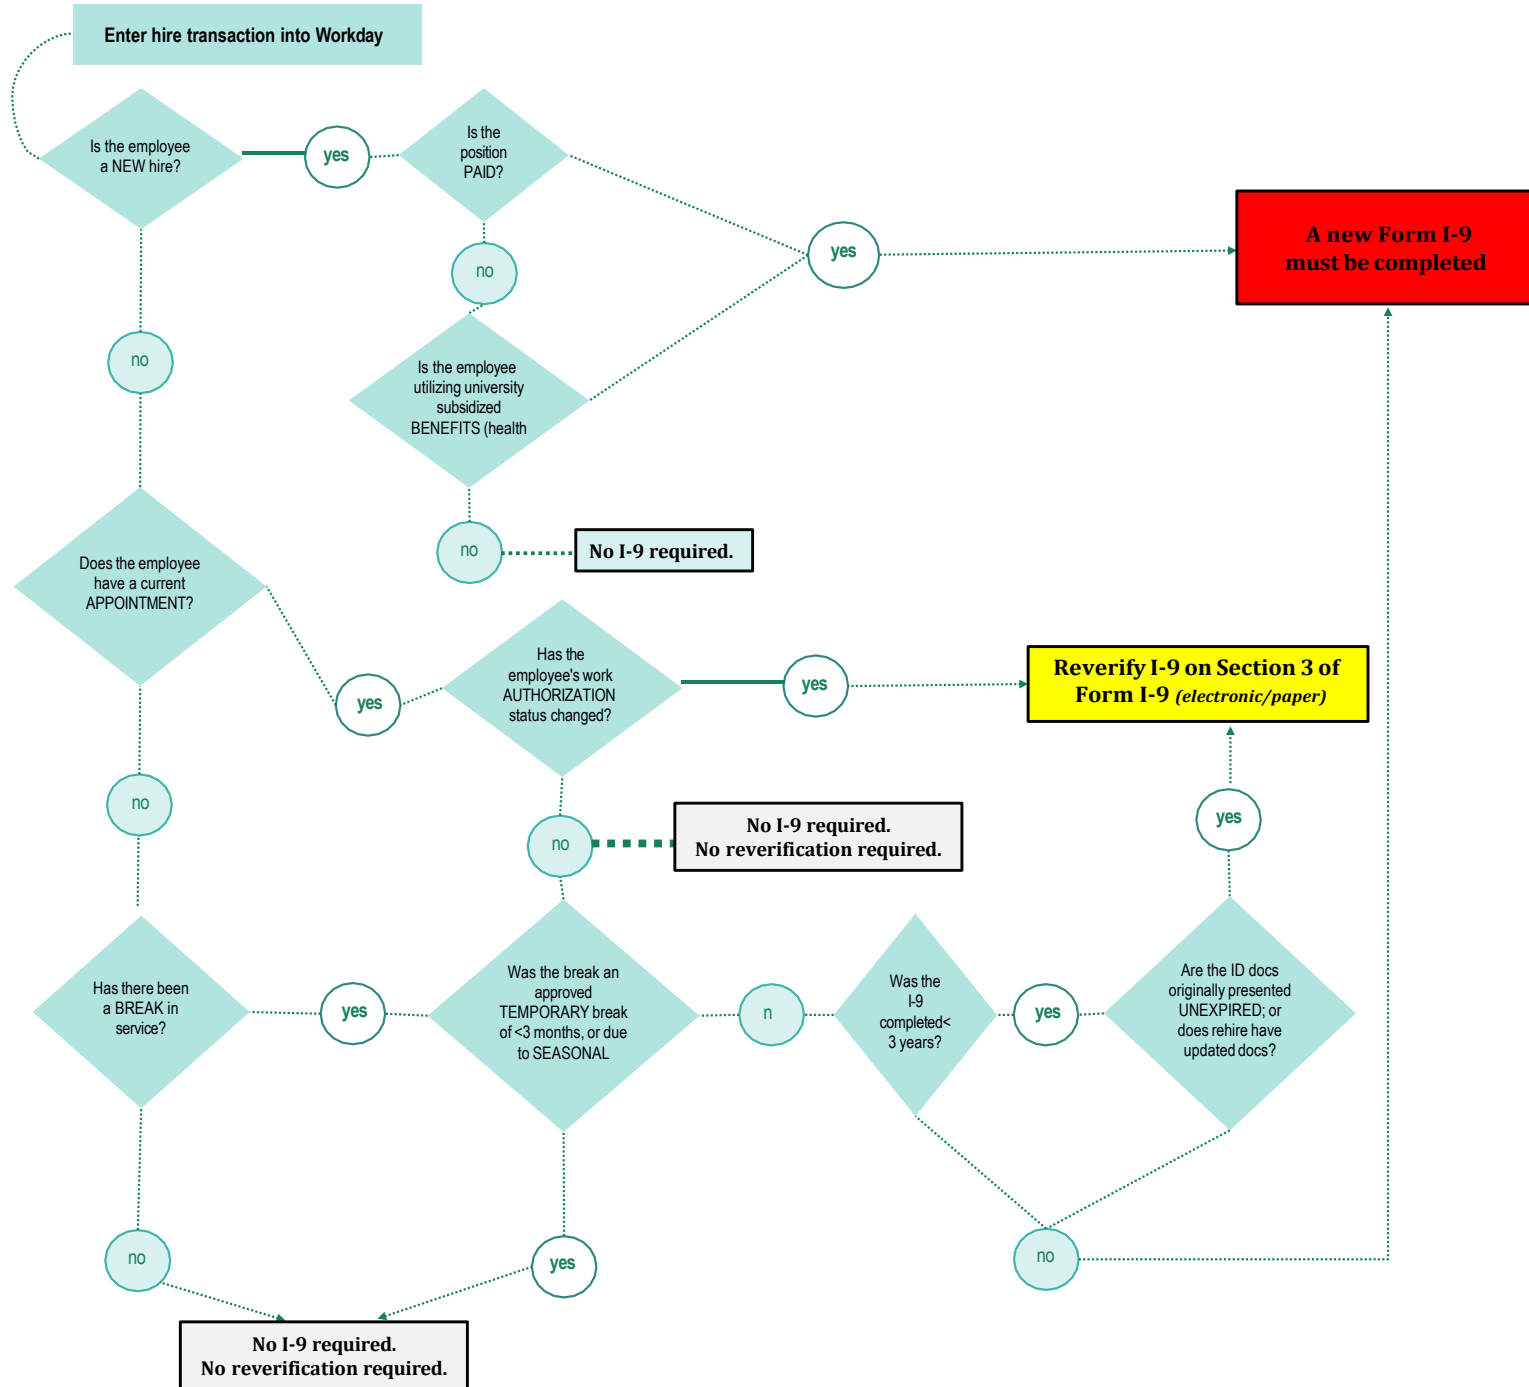 Enter hire transaction into Workday
Is the employee
a NEW hire?
yes
Is the
position
PAID?
no
yes
A new Form I-9
must be completed
no
Is the employee
utilizing university
subsidized
BENEFITS (health
no
No I-9 required.
Does the employee
have a current
APPOINTMENT?
yes
Has the
employee's work
AUTHORIZATION
status changed?
yes
Reverify I-9 on Section 3 of
Form I-9 (electronic/paper)
no
no
No I-9 required.
No reverification required.
yes
Has there been
a BREAK in
service?
yes
Was the break an
approved
TEMPORARY break
of <3 months, or due
to SEASONAL
n
Was the
I-9
completed<
3 years?
yes
Are the ID docs
originally presented
UNEXPIRED; or
does rehire have
updated docs?
no
yes
no
No I-9 required.
No reverification required.